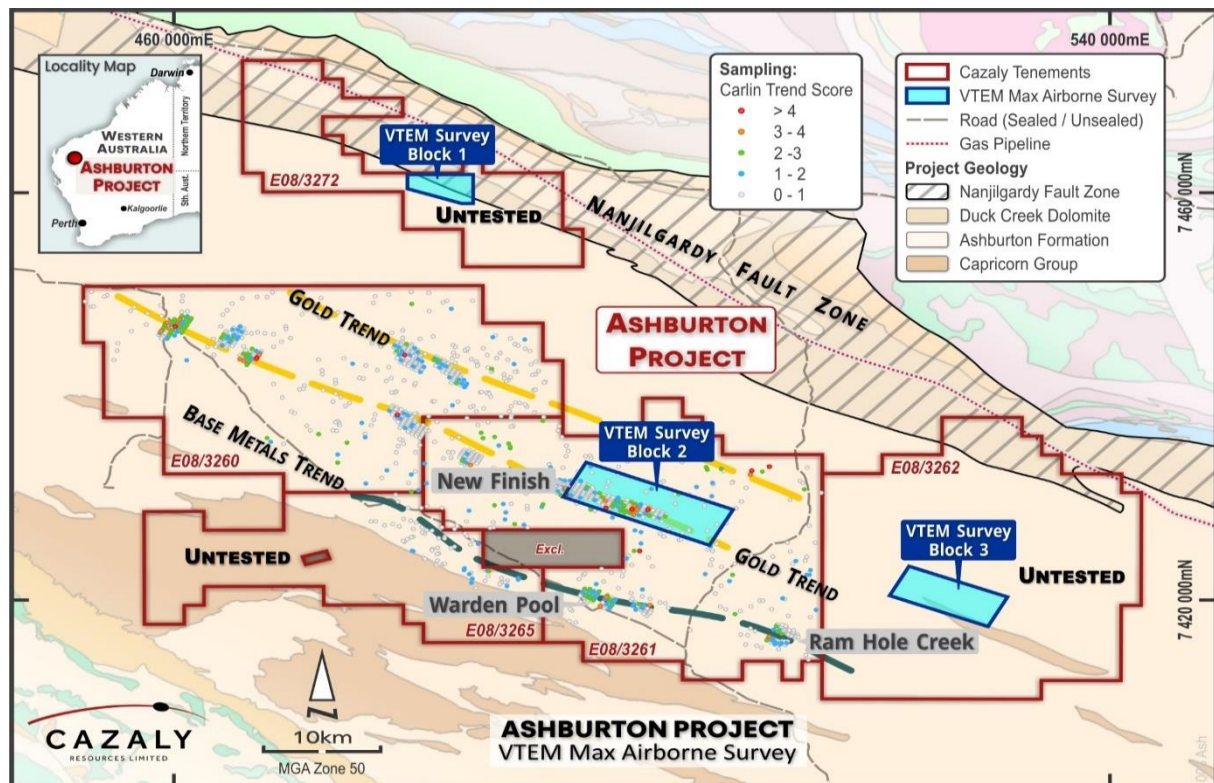 460 000mE
540 000mE
Locality Map
Darwin
WESTERN
AUSTRALIA
Northern Territory
ASHBURTON
PROJECT
Sth. Aust.
Kalgoorlie
Perth
Sampling:
Carlin Trend Score
> 4
3 - 4
2 - 3
1 - 2
0 - 1
Cazaly Tenements
VTEM Max Airborne Survey
Road (Sealed / Unsealed)
Gas Pipeline
Project Geology
Nanjilgardy Fault Zone
Duck Creek Dolomite
Ashburton Formation
Capricorn Group
VTEM Survey
Block 1
E08/3272
UNTESTED
NANJILGARDY FAULT ZONE
7 460 000mN
GOLD TREND
ASHBURTON
PROJECT
BASE METALS TREND
E08/3260
VTEM Survey
Block 2
E08/3262
New Finish
VTEM Survey
Block 3
UNTESTED
Excl.
GOLD TREND
UNTESTED
Warden Pool
7 420 000mN
E08/3265
E08/3261
Ram Hole Creek
CAZALY
RESOURCES LIMITED
N
10km
MGA Zone 50
ASHBURTON PROJECT
VTEM Max Airborne Survey